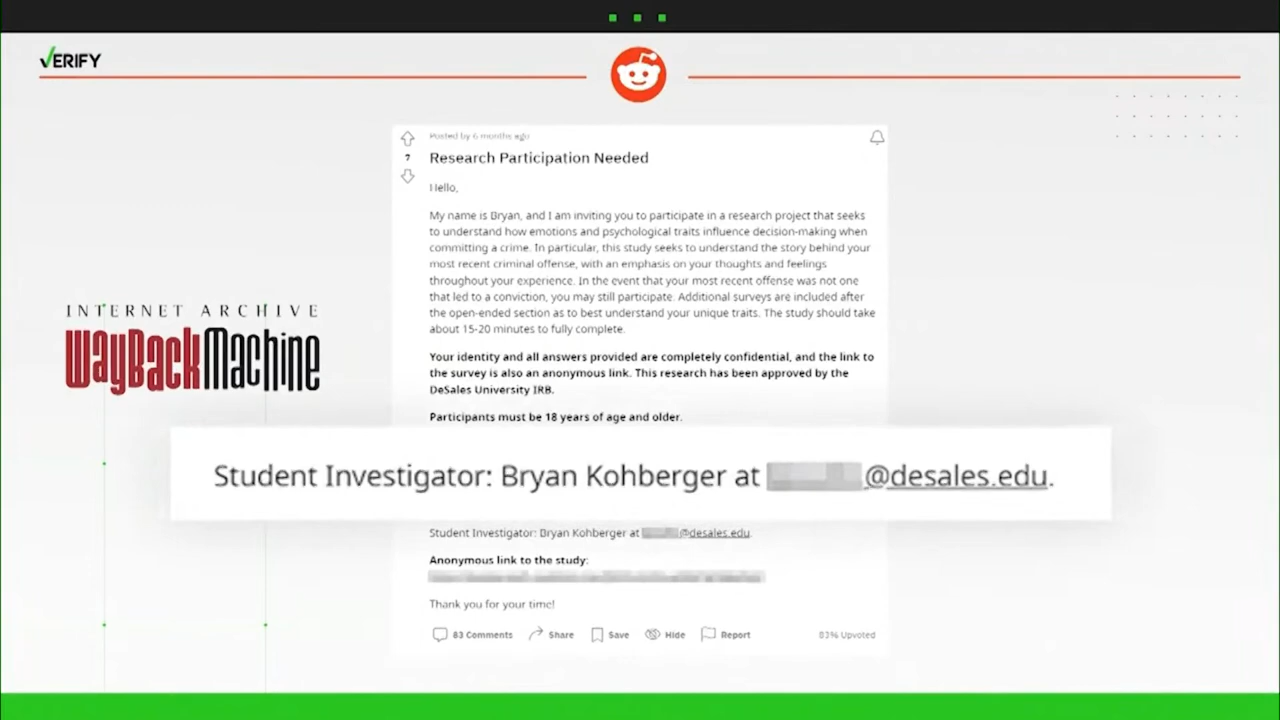 VERIFY
Posted by 6 months ago
7
Research Participation Needed
Hello,
My name is Bryan, and I am inviting you to participate in a research project that seeks
to understand how emotions and psychological traits influence decision-making when
committing a crime. In particular, this study seeks to understand the story behind your
most recent criminal offense, with an emphasis on your thoughts and feelings
throughout your experience. In the event that your most recent offense was not one
that led to a conviction, you may still participate. Additional surveys are included after
the open-ended section as to best understand your unique traits. The study should take
about 15-20 minutes to fully complete.
INTERNET ARCHIVE
WayBackMachine
Your identity and all answers provided are completely confidential, and the link to
the survey is also an anonymous link. This research has been approved by the
DeSales University IRB.
Participants must be 18 years of age and older.
Student Investigator: Bryan Kohberger at @desales.edu.
Student Investigator: Bryan Kohberger at @desales.edu.
Anonymous link to the study:
Thank you for your time!
83 Comments Share Save Hide Report 83% Upvoted